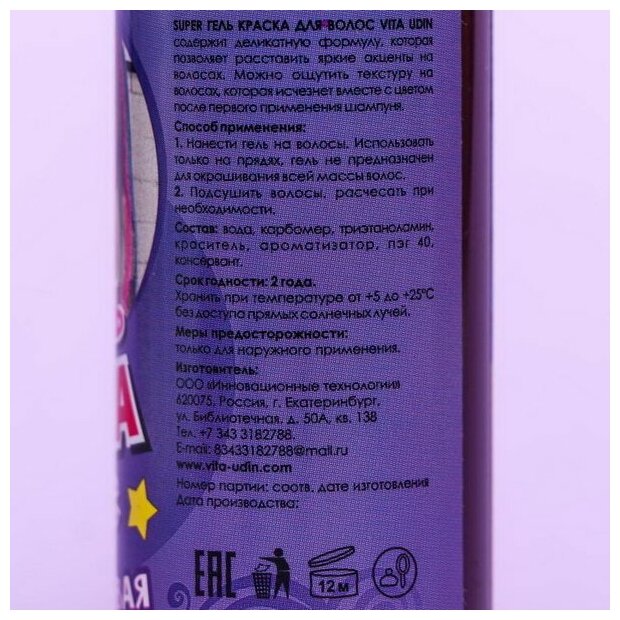 SUPER ГЕЛЬ КРАСКА ДЛЯ ВОЛОС VITA UDIN
содержит деликатную формулу, которая
позволяет расставить яркие акценты на
волосах. Можно ощутить текстуру на
волосах, которая исчезнет вместе с цветом
после первого применения шампуня.
Способ применения:
1. Нанести гель на волосы. Использовать
только на прядях, гель не предназначен
для окрашивания всей массы волос.
2. Подсушить волосы, расчесать при
необходимости.
Состав: вода, карбомер, триэтаноламин,
краситель, ароматизатор, пэг 40,
консервант.
Срок годности: 2 года.
Хранить при температуре от +5 до +25°С
без доступа прямых солнечных лучей.
Меры предосторожности:
только для наружного применения.
Изготовитель:
ООО «Инновационные технологии»
620075, Россия, г. Екатеринбург,
ул. Библиотечная, д. 50А, кв. 138
Тел. +7 343 3182788.
E-mail: 83433182788@mail.ru
www.vita-udin.com
Номер партии: соотв. дате изготовления
Дата производства:
EAC
12 м